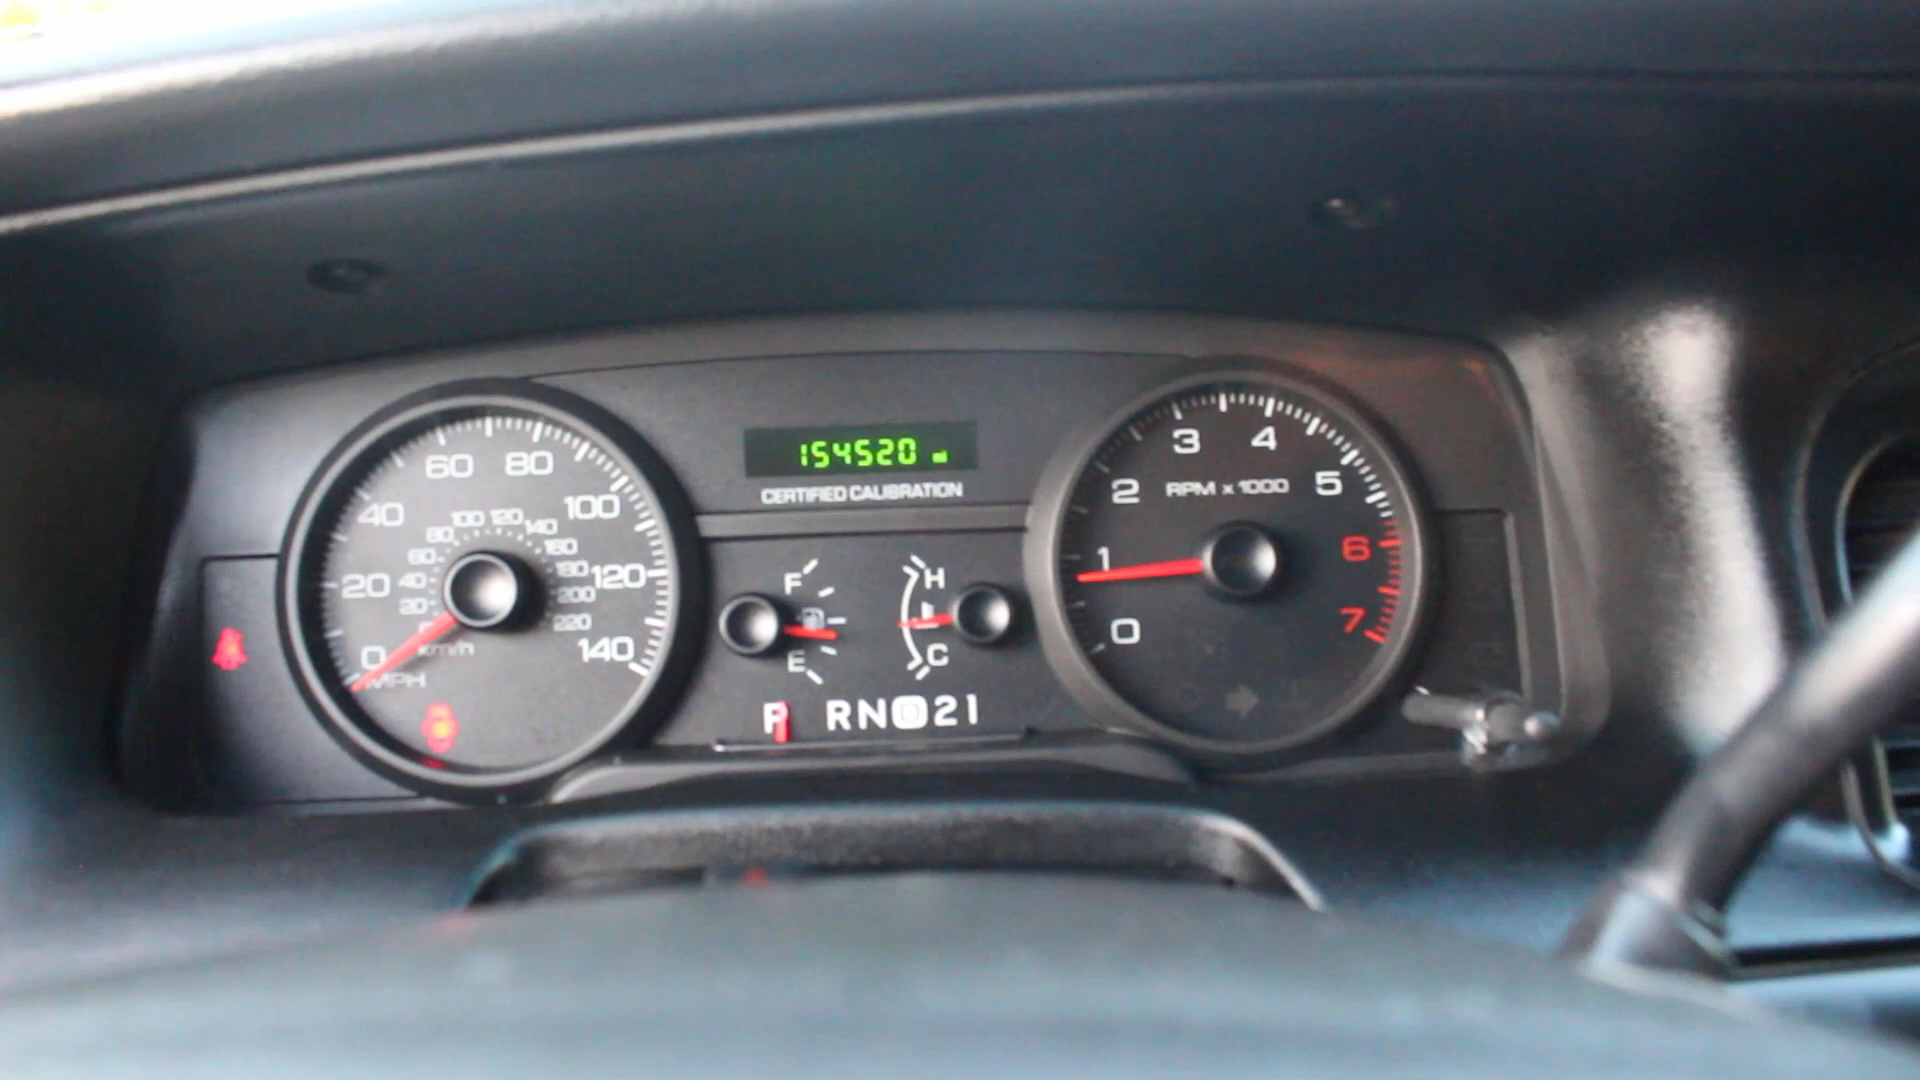 154520 mi
CERTIFIED CALIBRATION
0 20 40 60 80 100 120 140
20 40 60 80 100 120 140 160 180 200 220
km/h
MPH
F
E
H
C
P R N D 2 1
0 1 2 3 4 5 6 7
RPM x 1000